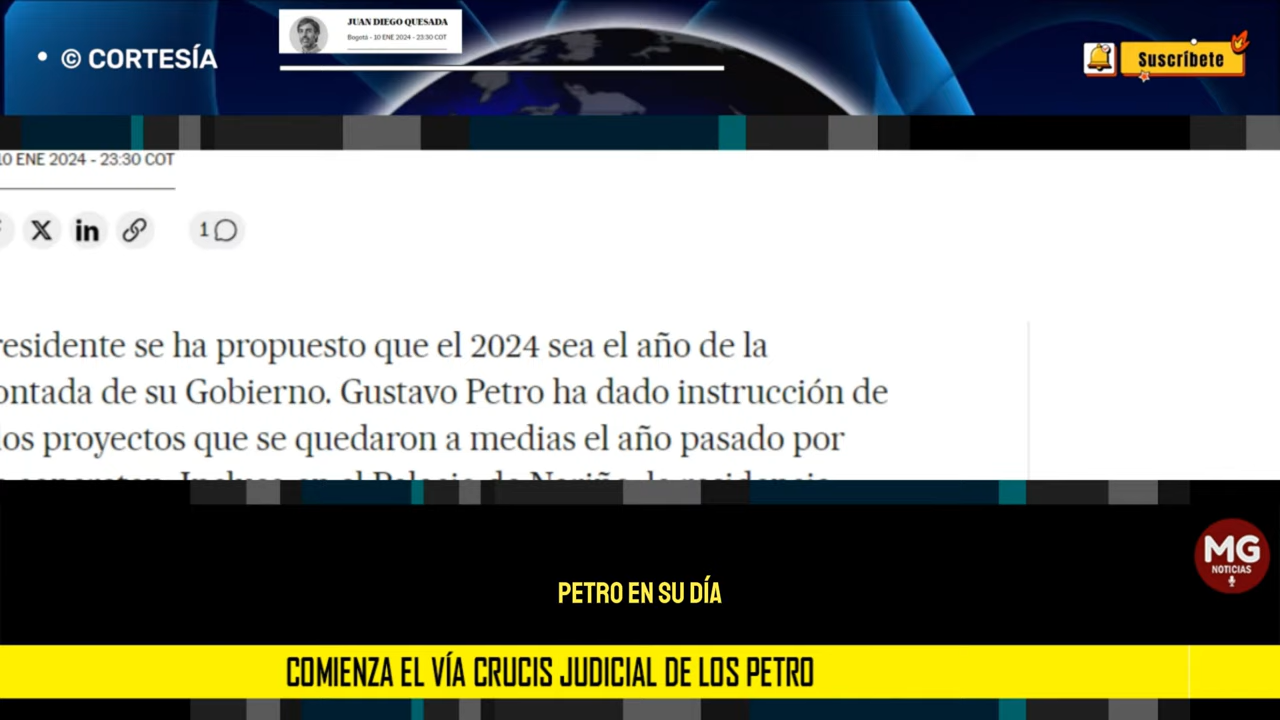 • © CORTESÍA
JUAN DIEGO QUESADA
Bogotá - 10 ENE 2024 - 23:30 COT
Suscríbete
10 ENE 2024 - 23:30 COT
1
residente se ha propuesto que el 2024 sea el año de la
ontada de su Gobierno. Gustavo Petro ha dado instrucción de
los proyectos que se quedaron a medias el año pasado por
MG
NOTICIAS
PETRO EN SU DÍA
COMIENZA EL VÍA CRUCIS JUDICIAL DE LOS PETRO